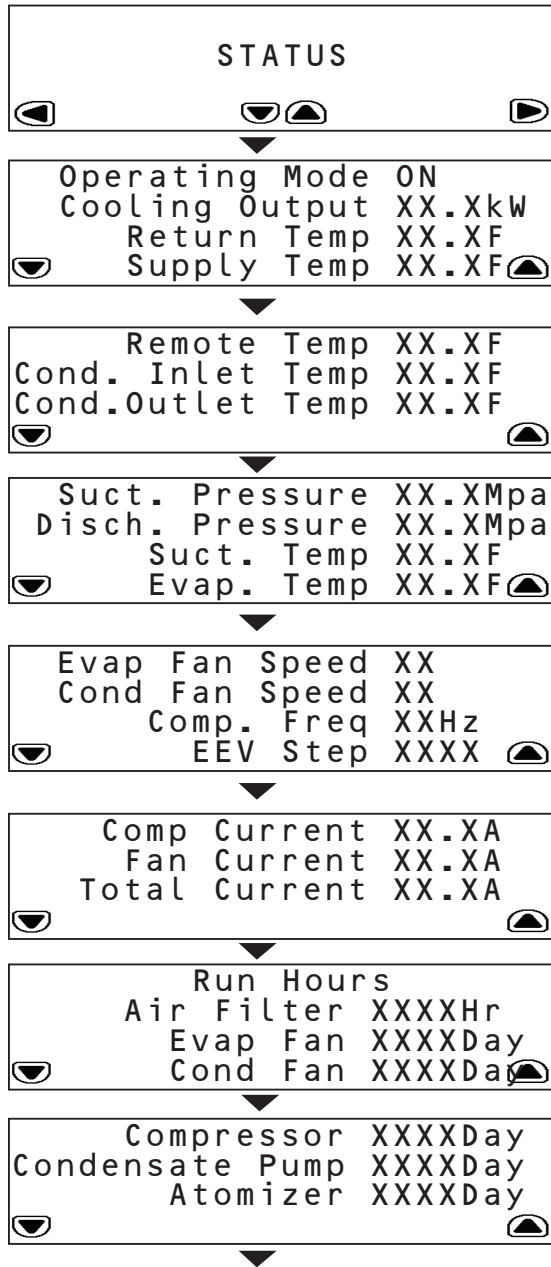 STATUS
Operating Mode ON
Cooling Output XX.XkW
Return Temp XX.XF
Supply Temp XX.XF
Remote Temp XX.XF
Cond. Inlet Temp XX.XF
Cond.Outlet Temp XX.XF
Suct. Pressure XX.XMpa
Disch. Pressure XX.XMpa
Suct. Temp XX.XF
Evap. Temp XX.XF
Evap Fan Speed XX
Cond Fan Speed XX
Comp. Freq XXHz
EEV Step XXXX
Comp Current XX.XA
Fan Current XX.XA
Total Current XX.XA
Run Hours
Air Filter XXXXHr
Evap Fan XXXXDay
Cond Fan XXXXDay
Compressor XXXXDay
Condensate Pump XXXXDay
Atomizer XXXXDay